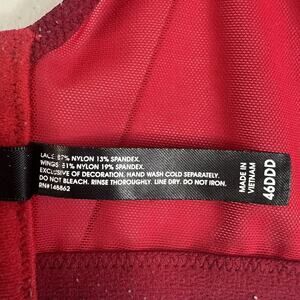 LACE: 87% NYLON 13% SPANDEX.
WINGS: 81% NYLON 19% SPANDEX.
EXCLUSIVE OF DECORATION. HAND WASH COLD SEPARATELY.
DO NOT BLEACH. RINSE THOROUGHLY. LINE DRY. DO NOT IRON.
RN#148862
MADE IN
VIETNAM
46DDD